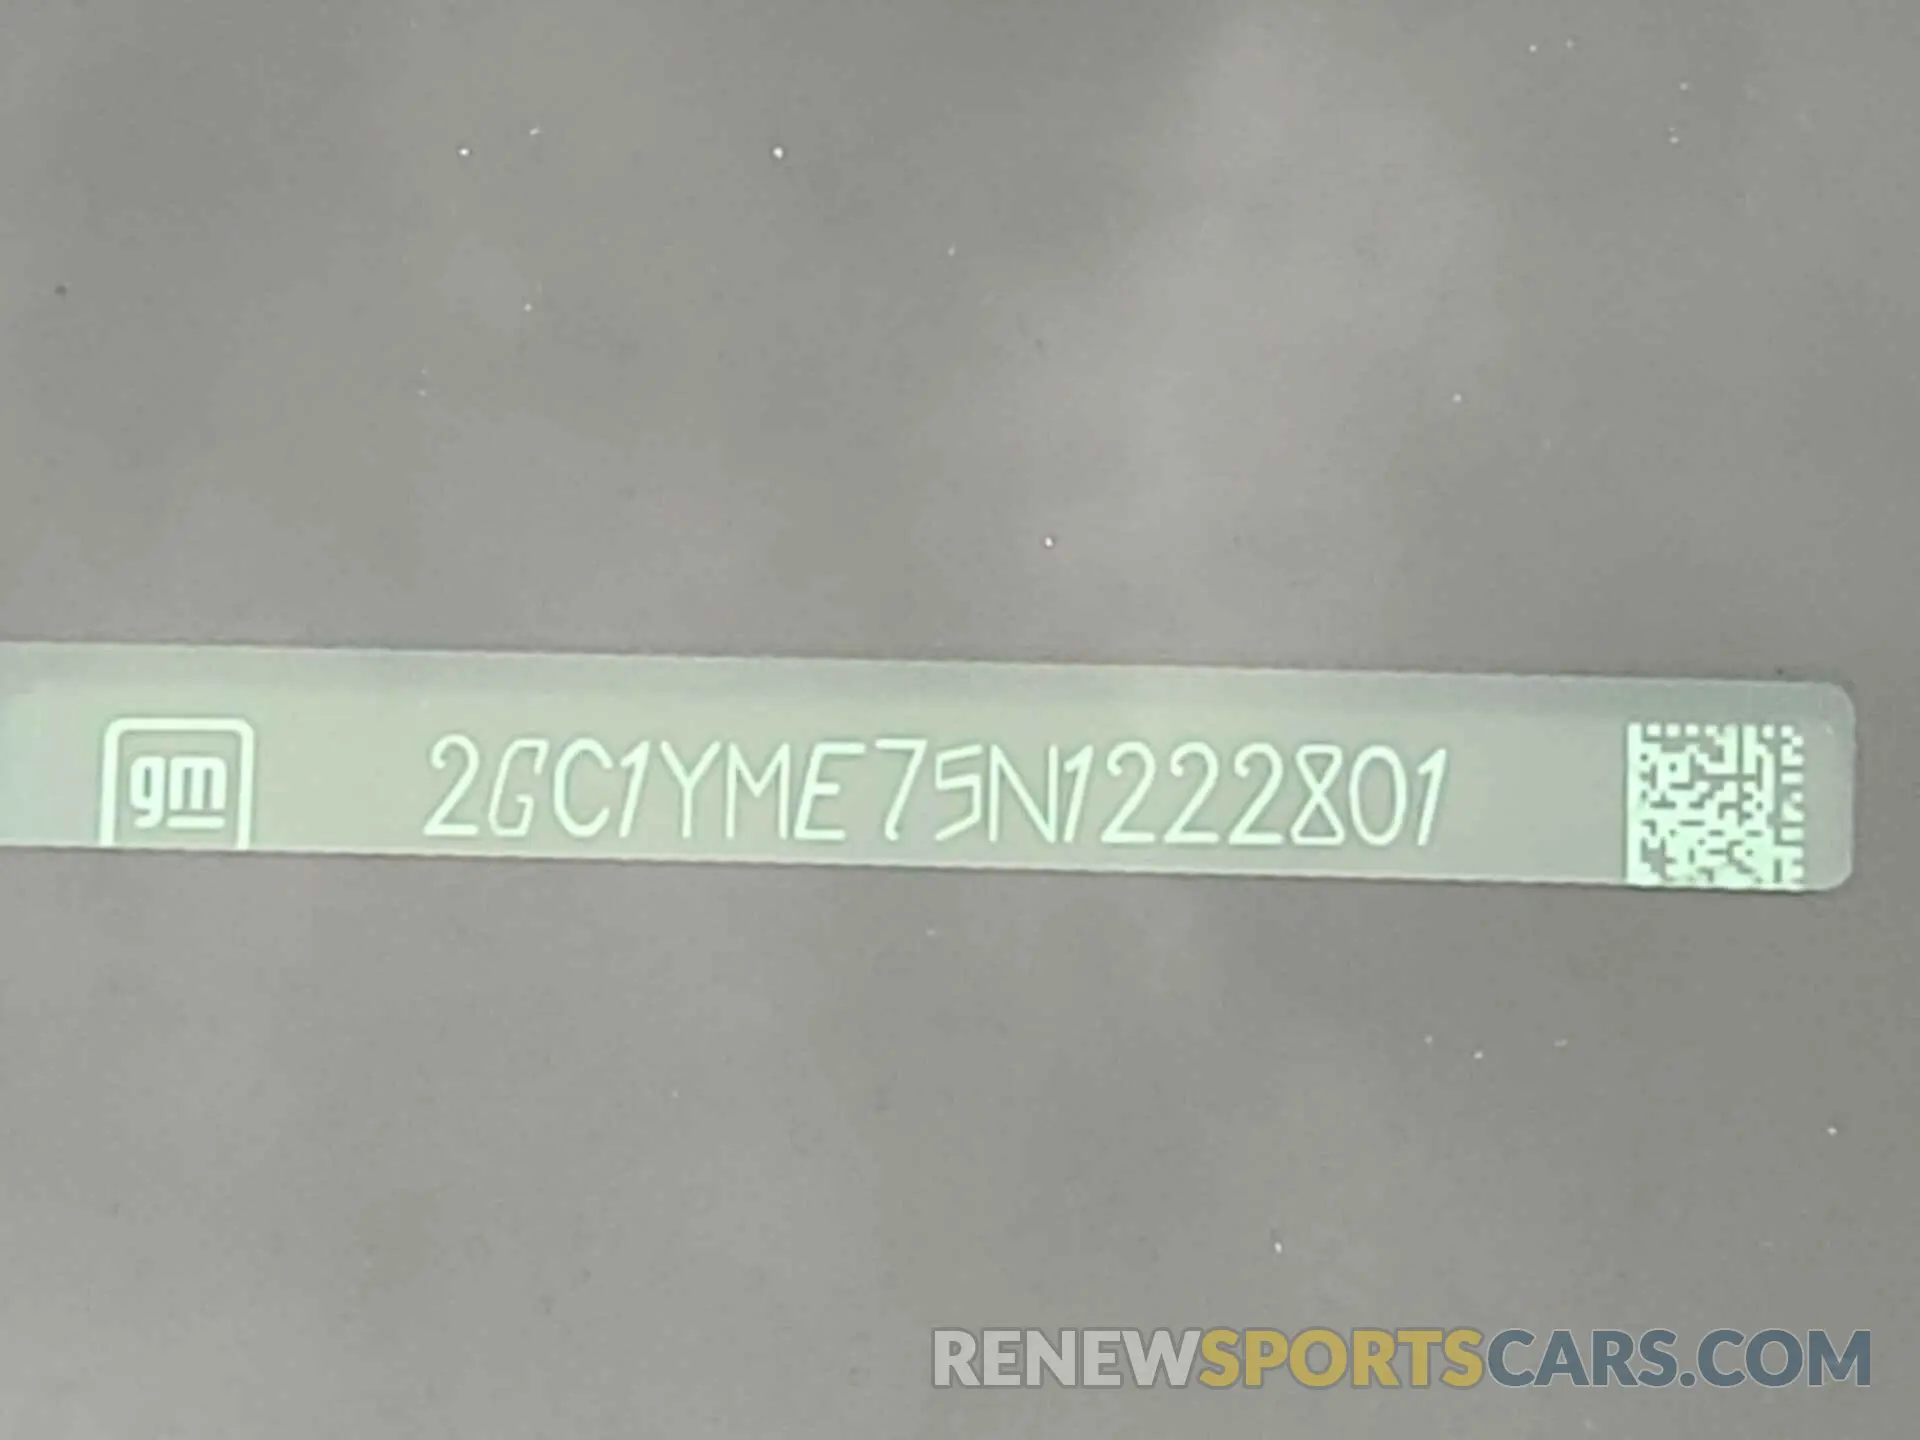 gm 2GC1YME75N1222801
RENEWSPORTSCARS.COM